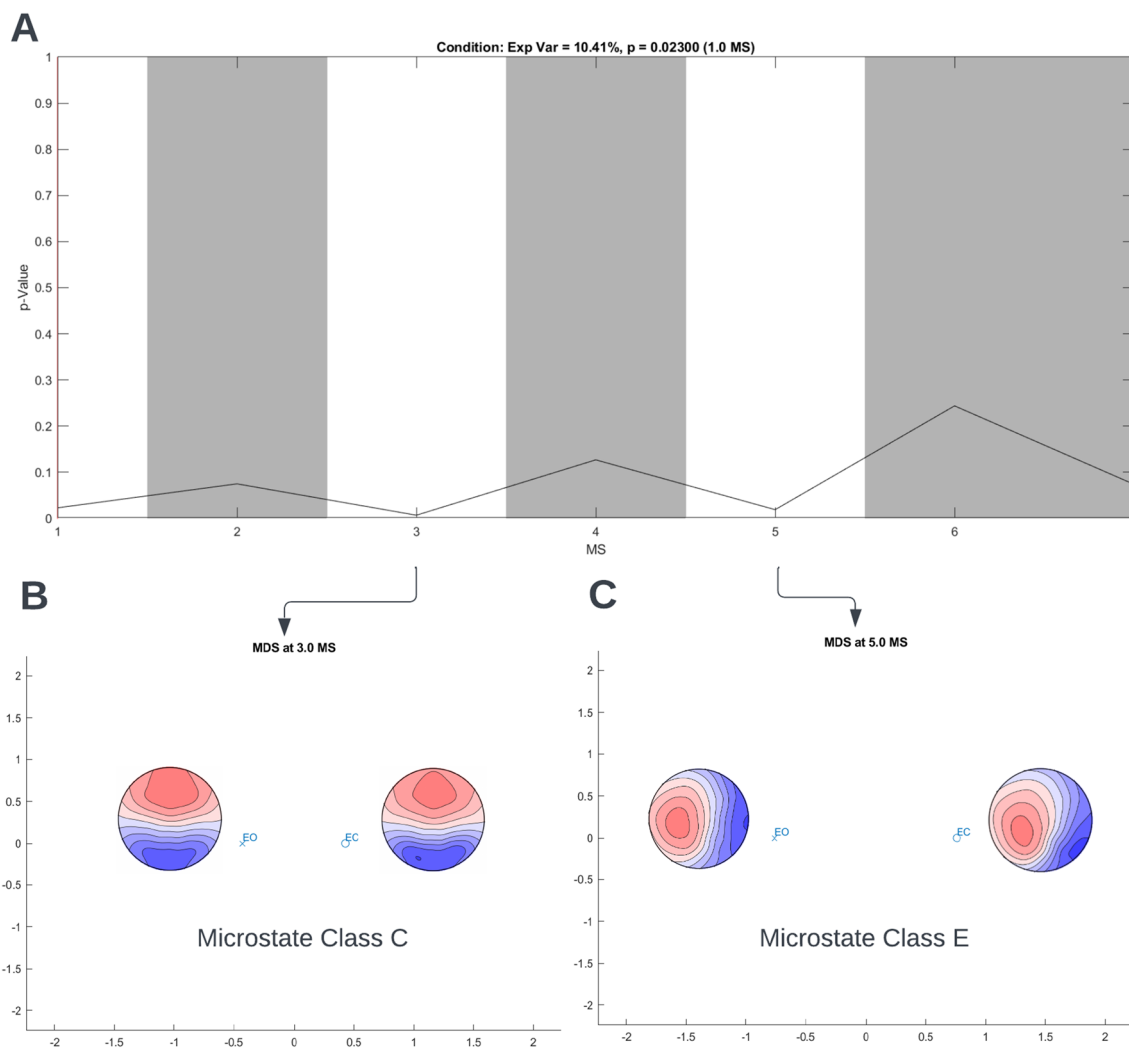 A
Condition: Exp Var = 10.41%, p = 0.02300 (1.0 MS)
1
0.9
0.8
0.7
0.6
0.5
0.4
0.3
0.2
0.1
0
p-Value
1 2 3 4 5 6
MS
B
MDS at 3.0 MS
2
1.5
1
0.5
0
-0.5
-1
-1.5
-2
EO
EC
Microstate Class C
-2 -1.5 -1 -0.5 0 0.5 1 1.5 2
C
MDS at 5.0 MS
2
1.5
1
0.5
0
-0.5
-1
-1.5
-2
EO
EC
Microstate Class E
-2 -1.5 -1 -0.5 0 0.5 1 1.5 2